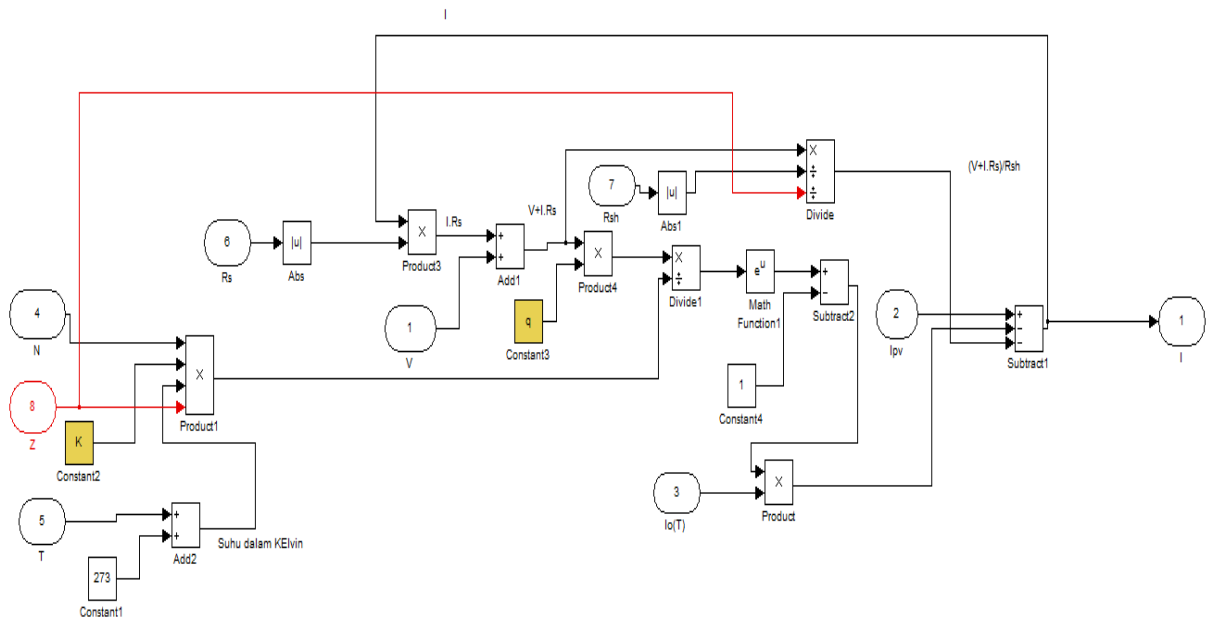 I
(V+I.Rs)/Rsh
X
÷
÷
Divide
7
Rsh
|u|
Abs1
6
Rs
|u|
Abs
X
Product3
I.Rs
V+I.Rs
+
+
Add1
X
Product4
X
÷
Divide1
e^u
Math
Function1
+
−
Subtract2
4
N
8
Z
K
Constant2
X
Product1
1
V
q
Constant3
1
Constant4
2
Ipv
+
−
−
Subtract1
1
I
5
T
273
Constant1
+
+
Add2
Suhu dalam KElvin
3
Io(T)
X
Product